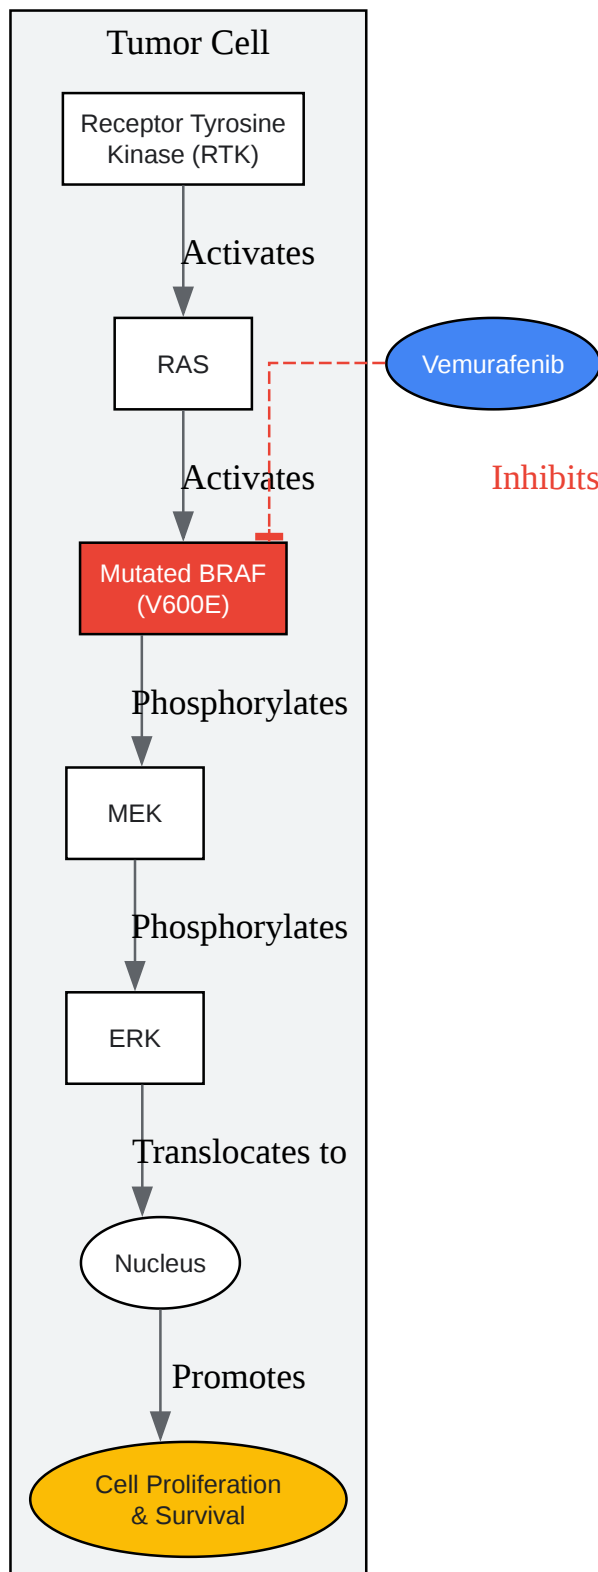 Tumor Cell
Receptor Tyrosine
Kinase (RTK)
Activates
RAS
Vemurafenib
Activates
Inhibits
Mutated BRAF
(V600E)
Phosphorylates
MEK
Phosphorylates
ERK
Translocates to
Nucleus
Promotes
Cell Proliferation
& Survival